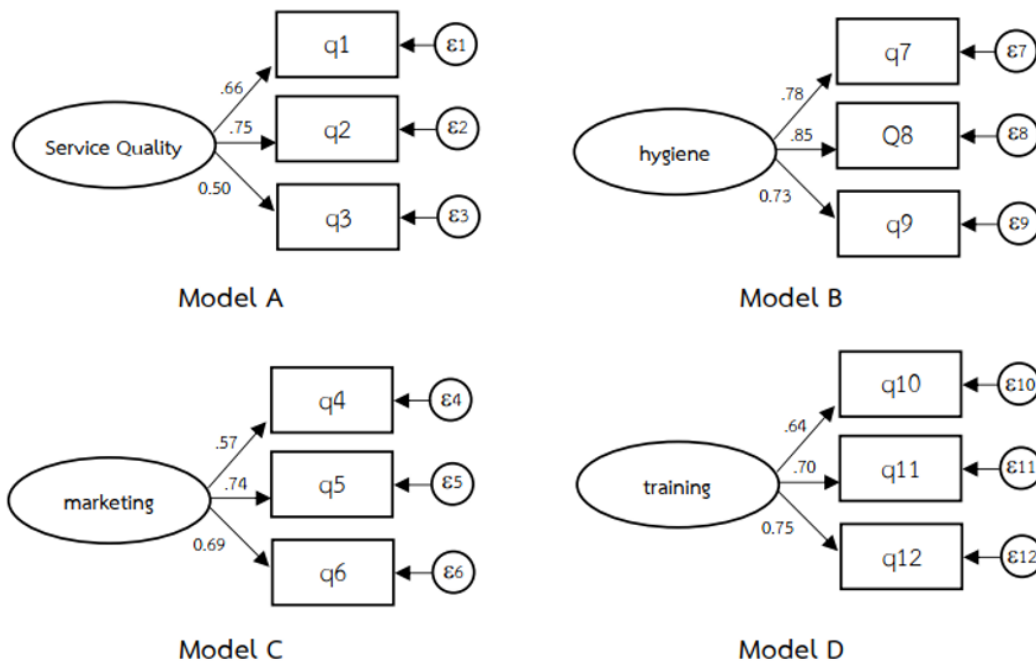 q1
ε1
.66
.75
q2
ε2
Service Quality
0.50
q3
ε3
Model A
q7
ε7
.78
.85
Q8
ε8
hygiene
0.73
q9
ε9
Model B
q4
ε4
.57
.74
q5
ε5
marketing
0.69
q6
ε6
Model C
q10
ε10
.64
.70
q11
ε11
training
0.75
q12
ε12
Model D